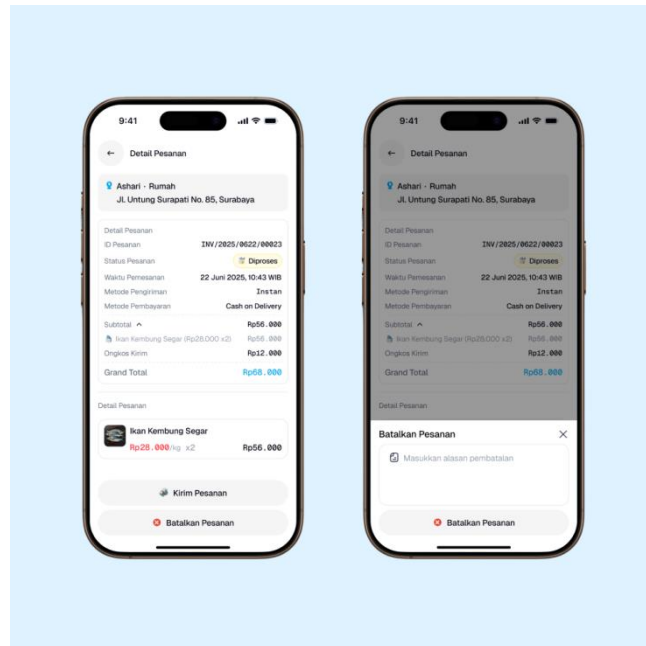 9:41
Detail Pesanan
Ashari · Rumah
JL Untung Surapati No. 85, Surabaya
Detail Pesanan
ID Pesanan INV/2025/0622/00023
Status Pesanan Diproses
Waktu Pemesanan 22 Juni 2025, 10:43 WIB
Metode Pengiriman Instan
Metode Pembayaran Cash on Delivery
Subtotal Rp56.000
Ikan Kembung Segar (Rp28.000 x2) Rp56.000
Ongkos Kirim Rp12.000
Grand Total Rp68.000
Detail Pesanan
Ikan Kembung Segar
Rp28.000/kg x2 Rp56.000
Kirim Pesanan
Batalkan Pesanan
9:41
Detail Pesanan
Ashari · Rumah
JL Untung Surapati No. 85, Surabaya
Detail Pesanan
ID Pesanan INV/2025/0622/00023
Status Pesanan Diproses
Waktu Pemesanan 22 Juni 2025, 10:43 WIB
Metode Pengiriman Instan
Metode Pembayaran Cash on Delivery
Subtotal Rp56.000
Ikan Kembung Segar (Rp28.000 x2) Rp56.000
Ongkos Kirim Rp12.000
Grand Total Rp68.000
Detail Pesanan
Batalkan Pesanan
Masukkan alasan pembatalan
Batalkan Pesanan